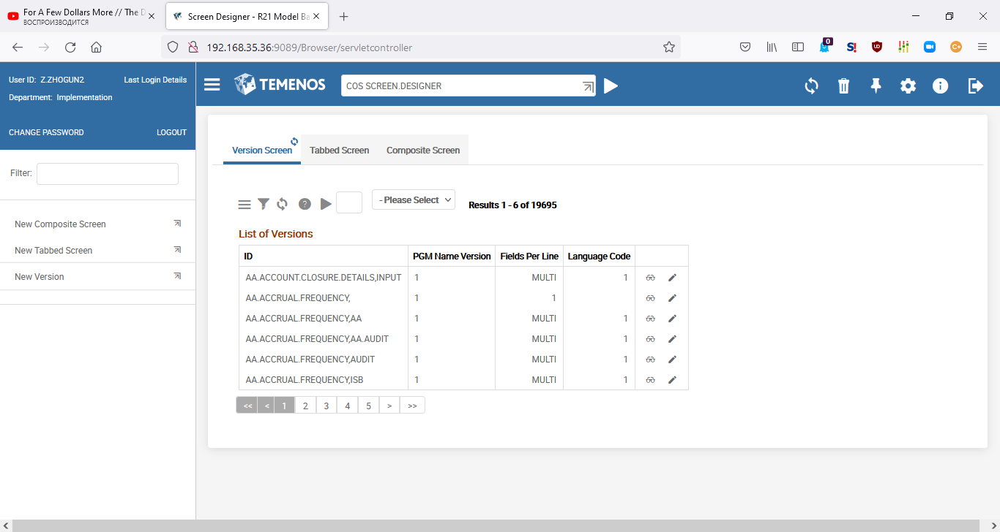 For A Few Dollars More // The D
ВОСПРОИЗВОДИТСЯ
Screen Designer - R21 Model Ba
192.168.35.36:9089/Browser/servletcontroller
0
S!
UD
C+
User ID: Z.ZHOGUN2
Last Login Details
Department: Implementation
CHANGE PASSWORD
LOGOUT
TEMENOS
COS SCREEN.DESIGNER
Filter:
New Composite Screen
New Tabbed Screen
New Version
Version Screen
Tabbed Screen
Composite Screen
- Please Select
Results 1 - 6 of 19695
List of Versions
ID PGM Name Version Fields Per Line Language Code
AA.ACCOUNT.CLOSURE.DETAILS,INPUT 1 MULTI 1
AA.ACCRUAL.FREQUENCY, 1 1
AA.ACCRUAL.FREQUENCY,AA 1 MULTI 1
AA.ACCRUAL.FREQUENCY,AA.AUDIT 1 MULTI 1
AA.ACCRUAL.FREQUENCY,AUDIT 1 MULTI 1
AA.ACCRUAL.FREQUENCY,ISB 1 MULTI 1
<< < 1 2 3 4 5 > >>